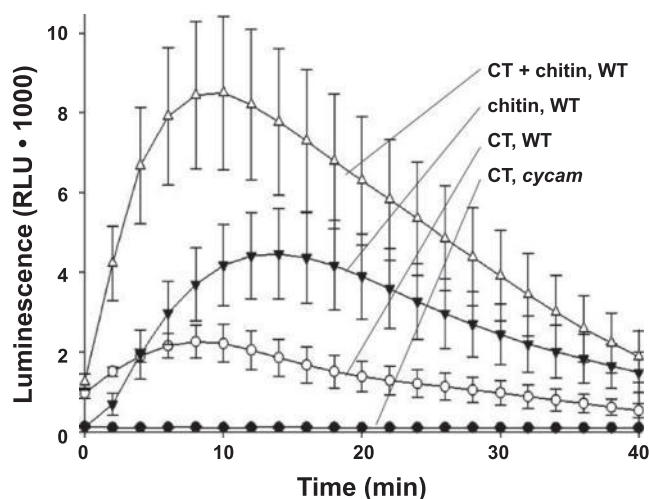 10
8
6
4
2
0
0
10
20
30
40
Luminescence (RLU • 1000)
Time (min)
CT + chitin, WT
chitin, WT
CT, WT
CT, cycam